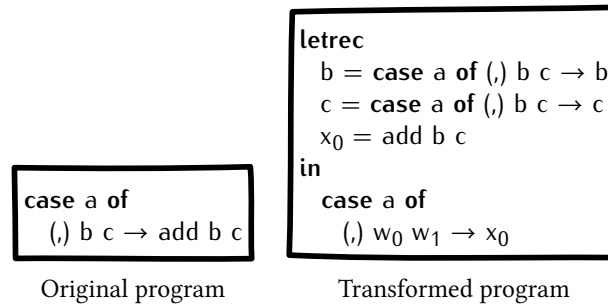 case a of
(,) b c → add b c
Original program
letrec
b = case a of (,) b c → b
c = case a of (,) b c → c
x₀ = add b c
in
case a of
(,) w₀ w₁ → x₀
Transformed program